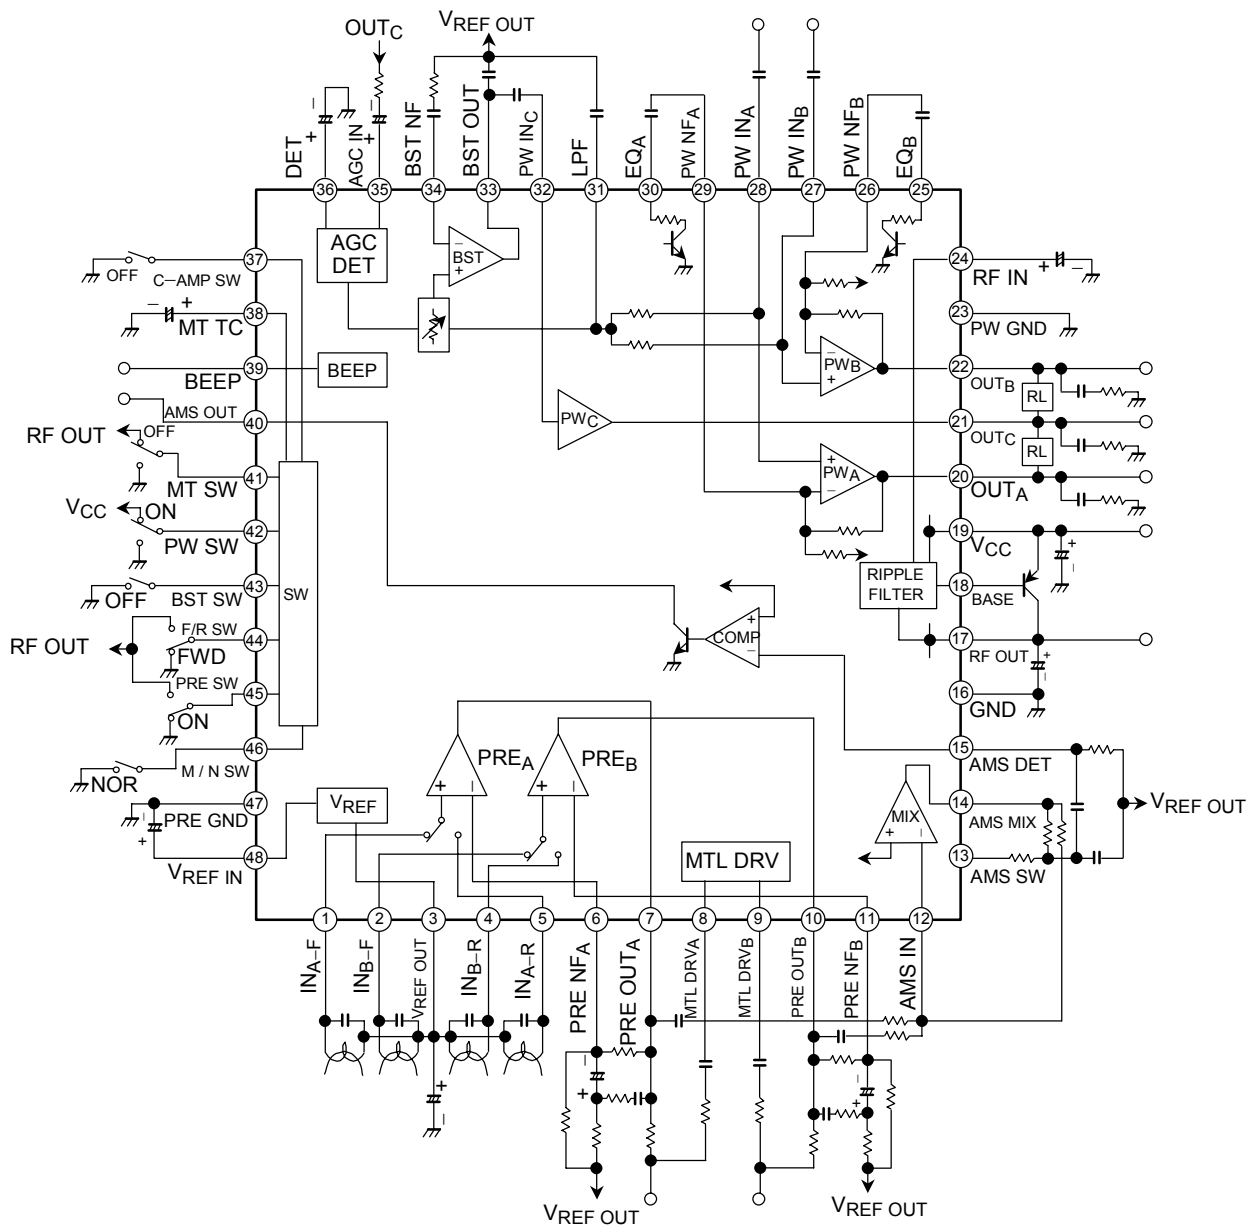 OUTC
VREF OUT
DET
+ −
AGC IN
+ −
BST NF
BST OUT
PW INC
LPF
EQA
PW NFA
PW INA
PW INB
PW NFB
EQB
36 35 34 33 32 31 30 29 28 27 26 25
AGC
DET
−
BST
+
37
OFF
C−AMP SW
− +
38
MT TC
39
BEEP
BEEP
AMS OUT
40
RF OUT
OFF
41
MT SW
VCC
ON
42
PW SW
43
OFF
BST SW
SW
F/R SW
44
RF OUT
FWD
PRE SW
45
ON
46
NOR
M / N SW
47
PRE GND
−
+
48
VREF IN
VREF
24
RF IN
+ −
23
PW GND
−
PWB
+
22
OUTB
RL
PWC
21
OUTC
RL
+
PWA
−
20
OUTA
19
VCC
+
−
RIPPLE
FILTER
18
BASE
17
RF OUT
+
−
16
GND
+
COMP
−
15
AMS DET
VREF OUT
14
AMS MIX
MIX
+ −
13
AMS SW
PREA
+ −
PREB
+ −
MTL DRV
1 2 3 4 5 6 7 8 9 10 11 12
INA−F
INB−F
VREF OUT
INB−R
INA−R
PRE NFA
PRE OUTA
MTL DRVA
MTL DRVB
PRE OUTB
PRE NFB
AMS IN
+
−
−
+
−
+
VREF OUT
VREF OUT